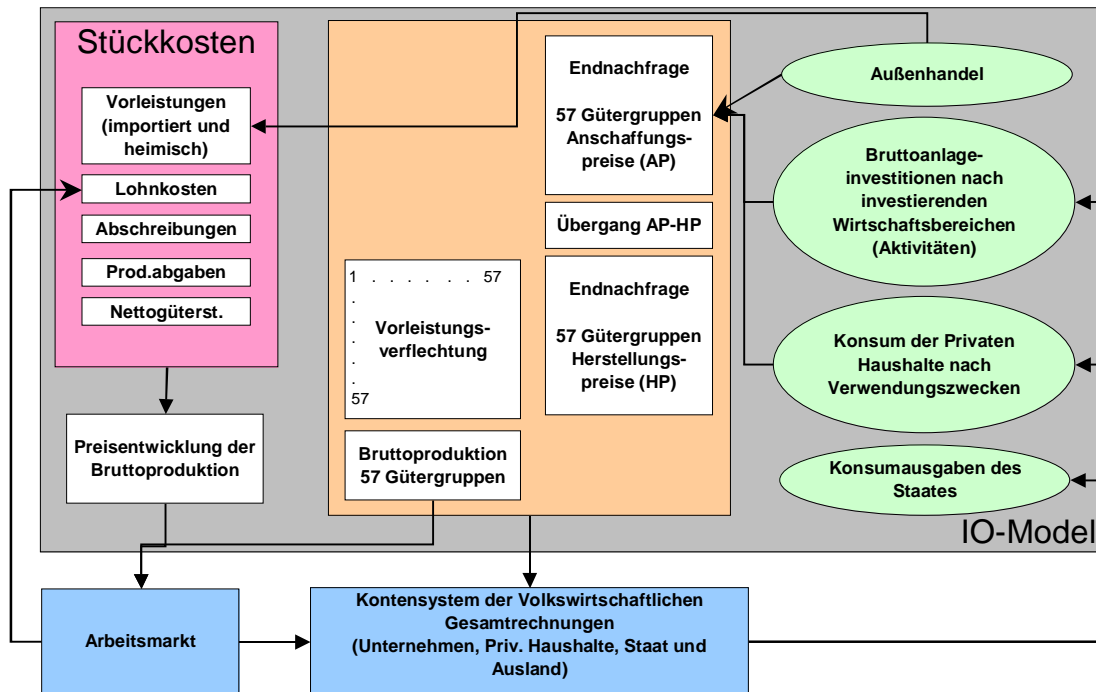 Stückkosten
Vorleistungen
(importiert und
heimisch)
Lohnkosten
Abschreibungen
Prod.abgaben
Nettogüterst.
Preisentwicklung der
Bruttoproduktion
Endnachfrage
57 Gütergruppen
Anschaffungs-
preise (AP)
Übergang AP-HP
Endnachfrage
57 Gütergruppen
Herstellungs-
preise (HP)
1 . . . . . . 57
.
.
.
.
.
57
Vorleistungs-
verflechtung
Bruttoproduktion
57 Gütergruppen
Außenhandel
Bruttoanlage-
investitionen nach
investierenden
Wirtschaftsbereichen
(Aktivitäten)
Konsum der Privaten
Haushalte nach
Verwendungszwecken
Konsumausgaben des
Staates
IO-Model
Arbeitsmarkt
Kontensystem der Volkswirtschaftlichen
Gesamtrechnungen
(Unternehmen, Priv. Haushalte, Staat und
Ausland)